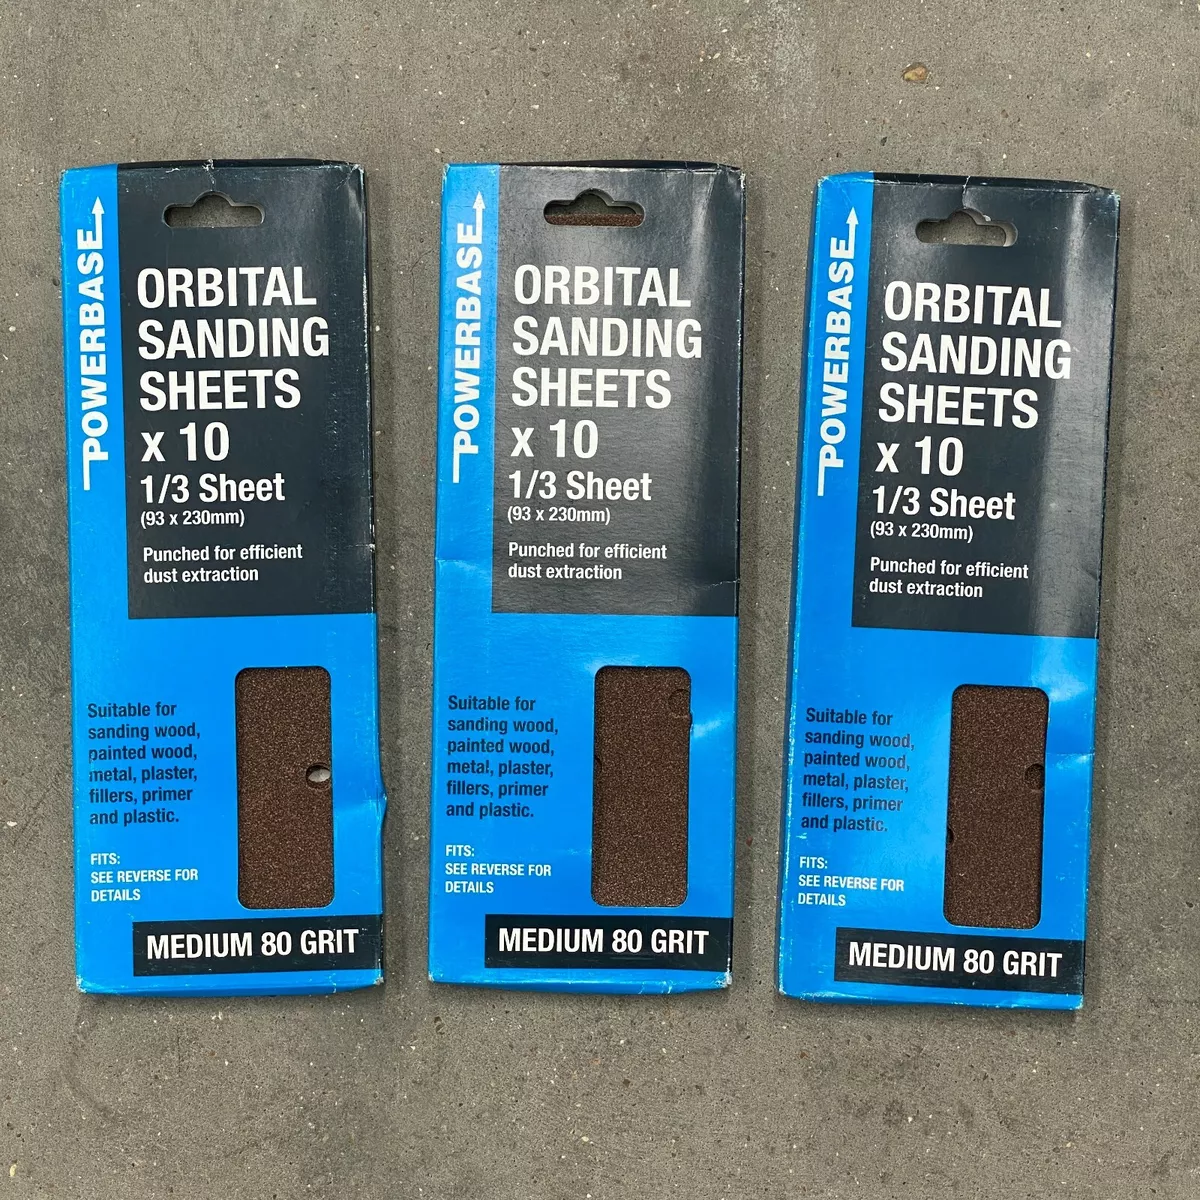 POWERBASE
ORBITAL
SANDING
SHEETS
x 10
1/3 Sheet
(93 x 230mm)
Punched for efficient
dust extraction
Suitable for
sanding wood,
painted wood,
metal, plaster,
fillers, primer
and plastic.
FITS:
SEE REVERSE FOR
DETAILS
MEDIUM 80 GRIT
POWERBASE
ORBITAL
SANDING
SHEETS
x 10
1/3 Sheet
(93 x 230mm)
Punched for efficient
dust extraction
Suitable for
sanding wood,
painted wood,
metal, plaster,
fillers, primer
and plastic.
FITS:
SEE REVERSE FOR
DETAILS
MEDIUM 80 GRIT
POWERBASE
ORBITAL
SANDING
SHEETS
x 10
1/3 Sheet
(93 x 230mm)
Punched for efficient
dust extraction
Suitable for
sanding wood,
painted wood,
metal, plaster,
fillers, primer
and plastic.
FITS:
SEE REVERSE FOR
DETAILS
MEDIUM 80 GRIT